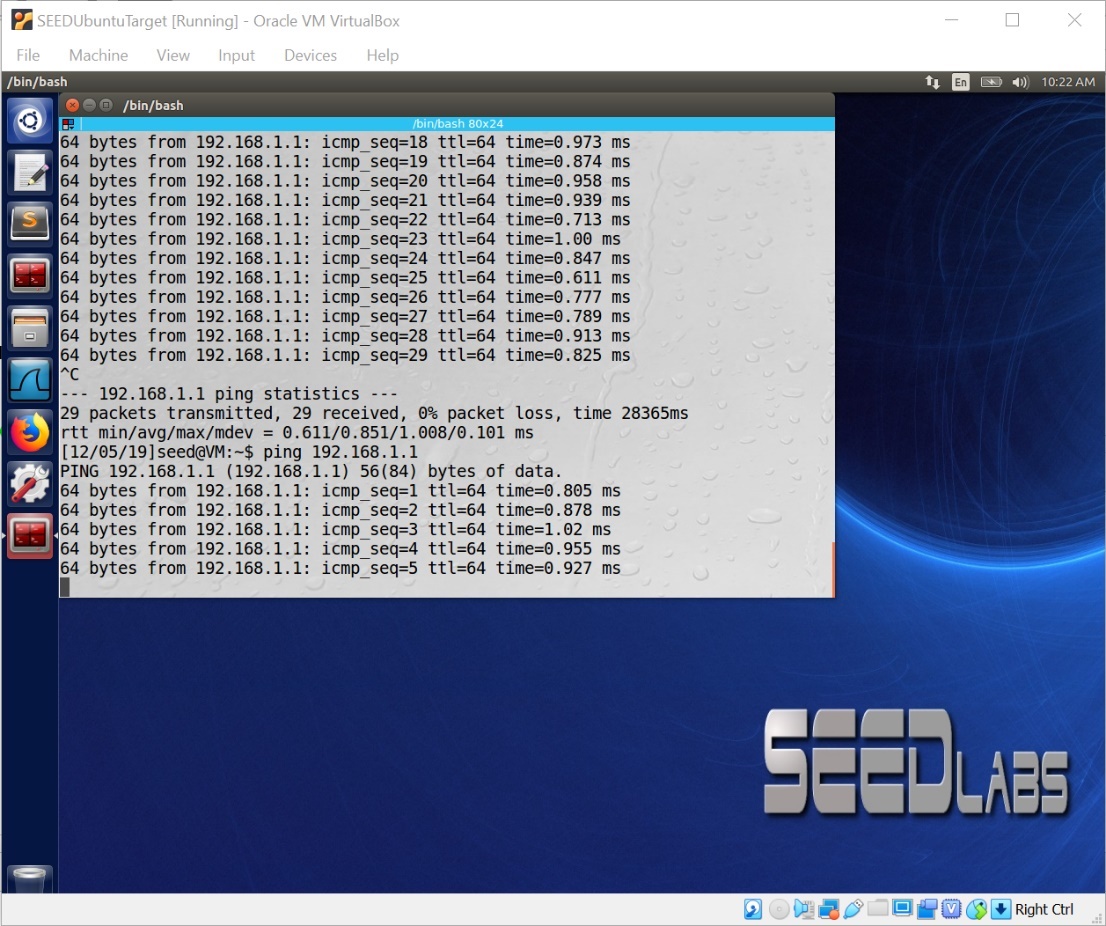 SEEDUbuntuTarget [Running] - Oracle VM VirtualBox
File Machine View Input Devices Help
/bin/bash En 10:22 AM
/bin/bash
/bin/bash 80x24
64 bytes from 192.168.1.1: icmp_seq=18 ttl=64 time=0.973 ms
64 bytes from 192.168.1.1: icmp_seq=19 ttl=64 time=0.874 ms
64 bytes from 192.168.1.1: icmp_seq=20 ttl=64 time=0.958 ms
64 bytes from 192.168.1.1: icmp_seq=21 ttl=64 time=0.939 ms
64 bytes from 192.168.1.1: icmp_seq=22 ttl=64 time=0.713 ms
64 bytes from 192.168.1.1: icmp_seq=23 ttl=64 time=1.00 ms
64 bytes from 192.168.1.1: icmp_seq=24 ttl=64 time=0.847 ms
64 bytes from 192.168.1.1: icmp_seq=25 ttl=64 time=0.611 ms
64 bytes from 192.168.1.1: icmp_seq=26 ttl=64 time=0.777 ms
64 bytes from 192.168.1.1: icmp_seq=27 ttl=64 time=0.789 ms
64 bytes from 192.168.1.1: icmp_seq=28 ttl=64 time=0.913 ms
64 bytes from 192.168.1.1: icmp_seq=29 ttl=64 time=0.825 ms
^C
--- 192.168.1.1 ping statistics ---
29 packets transmitted, 29 received, 0% packet loss, time 28365ms
rtt min/avg/max/mdev = 0.611/0.851/1.008/0.101 ms
[12/05/19]seed@VM:~$ ping 192.168.1.1
PING 192.168.1.1 (192.168.1.1) 56(84) bytes of data.
64 bytes from 192.168.1.1: icmp_seq=1 ttl=64 time=0.805 ms
64 bytes from 192.168.1.1: icmp_seq=2 ttl=64 time=0.878 ms
64 bytes from 192.168.1.1: icmp_seq=3 ttl=64 time=1.02 ms
64 bytes from 192.168.1.1: icmp_seq=4 ttl=64 time=0.955 ms
64 bytes from 192.168.1.1: icmp_seq=5 ttl=64 time=0.927 ms
SEEDLABS
Right Ctrl